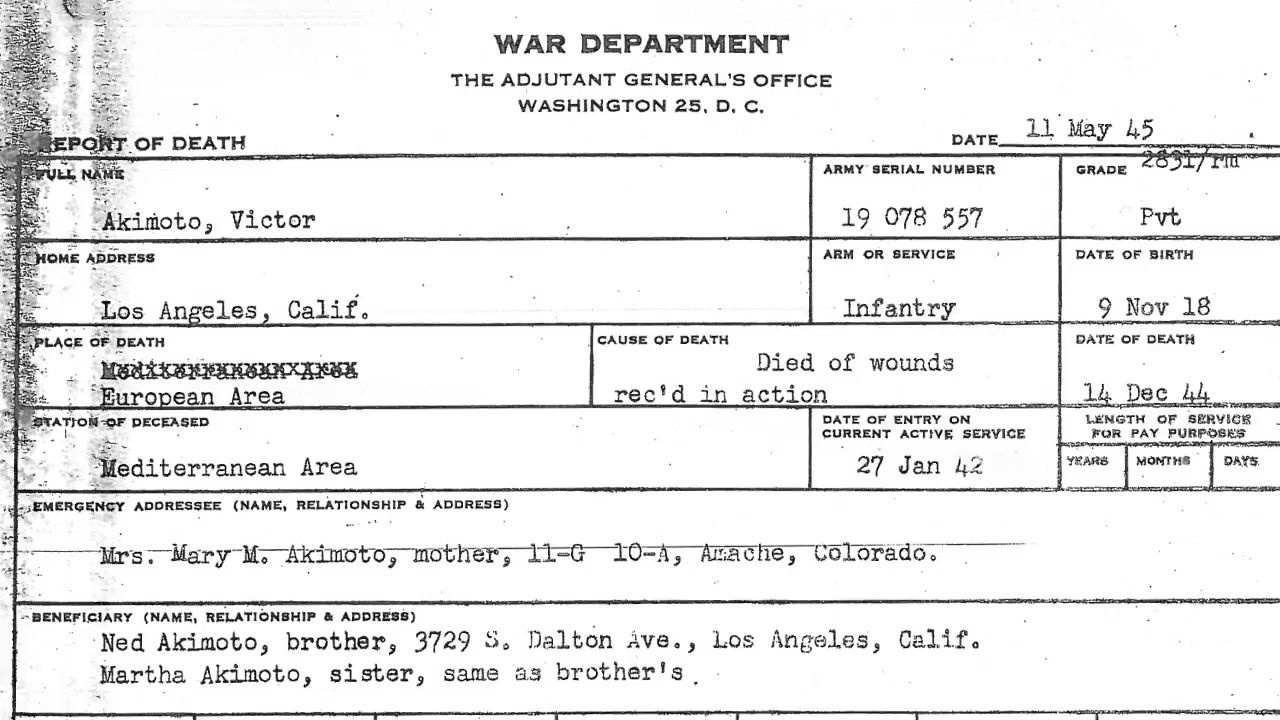 WAR DEPARTMENT
THE ADJUTANT GENERAL'S OFFICE
WASHINGTON 25, D. C.
REPORT OF DEATH
DATE 11 May 45
2831/rm
FULL NAME
Akimoto, Victor
ARMY SERIAL NUMBER
19 078 557
GRADE
Pvt
HOME ADDRESS
Los Angeles, Calif.
ARM OR SERVICE
Infantry
DATE OF BIRTH
9 Nov 18
PLACE OF DEATH
Mediterranean Area
European Area
CAUSE OF DEATH
Died of wounds
rec'd in action
DATE OF DEATH
14 Dec 44
STATION OF DECEASED
Mediterranean Area
DATE OF ENTRY ON
CURRENT ACTIVE SERVICE
27 Jan 42
LENGTH OF SERVICE
FOR PAY PURPOSES
YEARS MONTHS DAYS
EMERGENCY ADDRESSEE (NAME, RELATIONSHIP & ADDRESS)
Mrs. Mary M. Akimoto, mother, 11-G 10-A, Amache, Colorado.
BENEFICIARY (NAME, RELATIONSHIP & ADDRESS)
Ned Akimoto, brother, 3729 S. Dalton Ave., Los Angeles, Calif.
Martha Akimoto, sister, same as brother's.